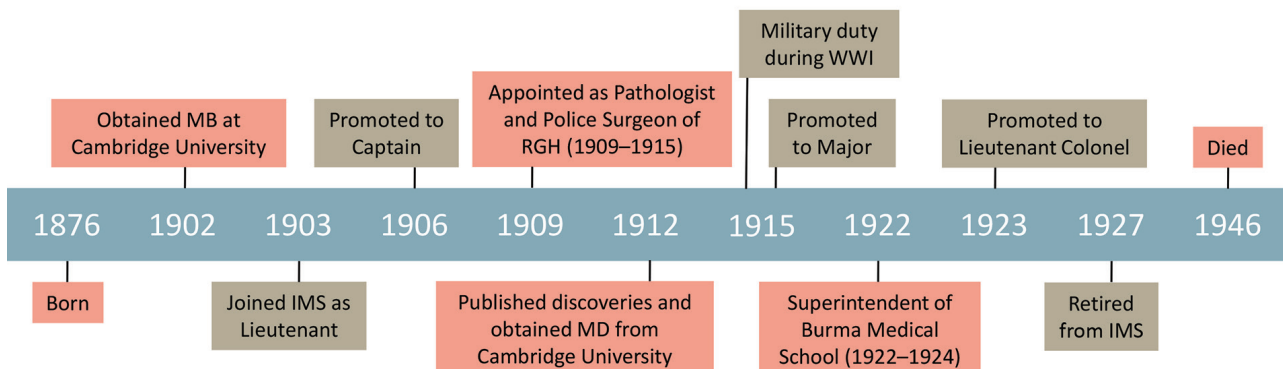 Military duty
during WWI
Obtained MB at
Cambridge University
Promoted to
Captain
Appointed as Pathologist
and Police Surgeon of
RGH (1909–1915)
Promoted
to Major
Promoted to
Lieutenant Colonel
Died
1876 1902 1903 1906 1909 1912 1915 1922 1923 1927 1946
Born
Joined IMS as
Lieutenant
Published discoveries and
obtained MD from
Cambridge University
Superintendent of
Burma Medical
School (1922–1924)
Retired
from IMS